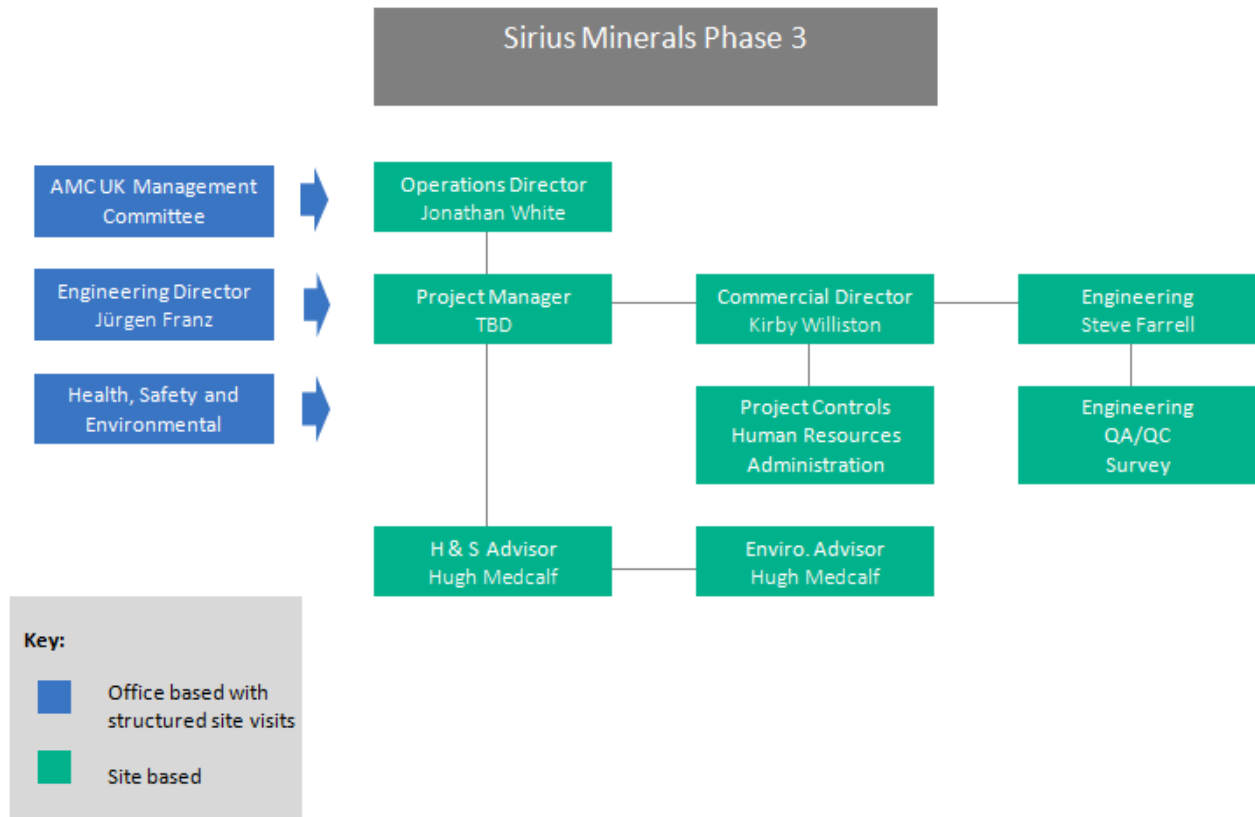 Sirius Minerals Phase 3
AMC UK Management
Committee
Operations Director
Jonathan White
Engineering Director
Jürgen Franz
Project Manager
TBD
Commercial Director
Kirby Williston
Engineering
Steve Farrell
Health, Safety and
Environmental
Project Controls
Human Resources
Administration
Engineering
QA/QC
Survey
H & S Advisor
Hugh Medcalf
Enviro. Advisor
Hugh Medcalf
Key:
Office based with
structured site visits
Site based